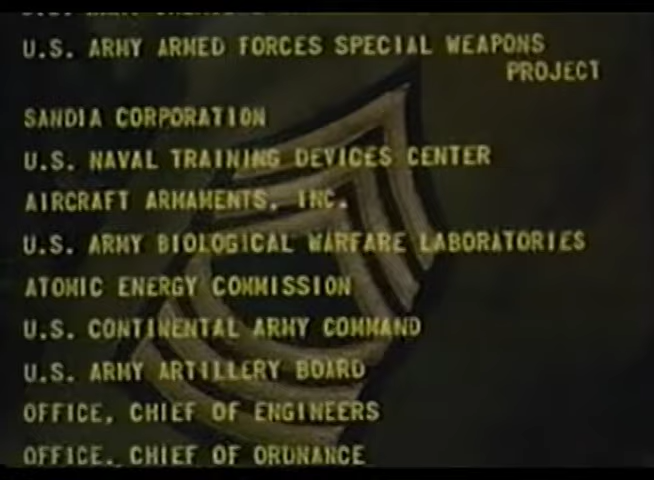 U.S. ARMY ARMED FORCES SPECIAL WEAPONS
PROJECT
SANDIA CORPORATION
U.S. NAVAL TRAINING DEVICES CENTER
AIRCRAFT ARMAMENTS, INC.
U.S. ARMY BIOLOGICAL WARFARE LABORATORIES
ATOMIC ENERGY COMMISSION
U.S. CONTINENTAL ARMY COMMAND
U.S. ARMY ARTILLERY BOARD
OFFICE, CHIEF OF ENGINEERS
OFFICE, CHIEF OF ORDNANCE